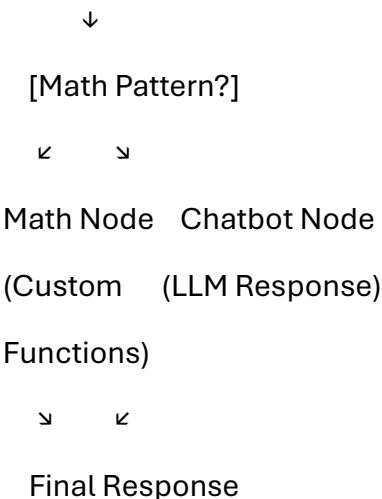 ↓
[Math Pattern?]
↙ ↘
Math Node Chatbot Node
(Custom (LLM Response)
Functions)
↘ ↙
Final Response